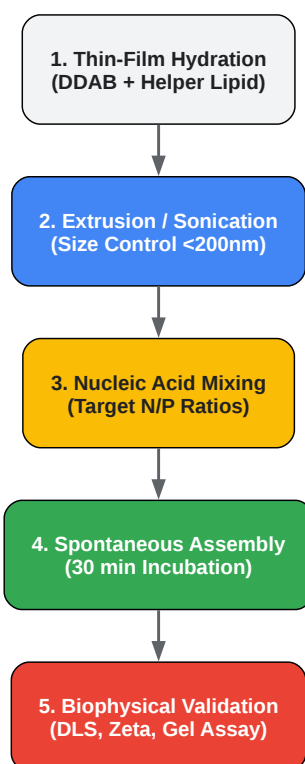 1. Thin-Film Hydration
(DDAB + Helper Lipid)
2. Extrusion / Sonication
(Size Control <200nm)
3. Nucleic Acid Mixing
(Target N/P Ratios)
4. Spontaneous Assembly
(30 min Incubation)
5. Biophysical Validation
(DLS, Zeta, Gel Assay)